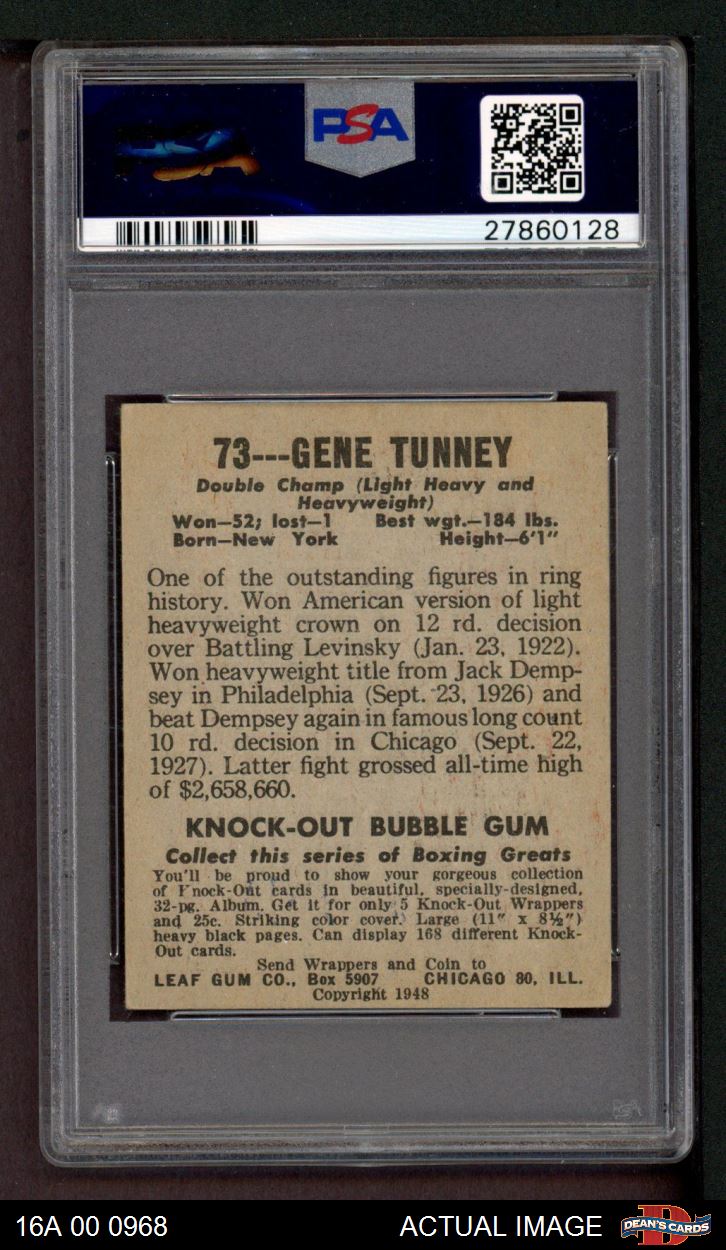 PSA
27860128
73---GENE TUNNEY
Double Champ (Light Heavy and
Heavyweight)
Won—52; lost—1 Best wgt.—184 lbs.
Born—New York Height—6'1"
One of the outstanding figures in ring
history. Won American version of light
heavyweight crown on 12 rd. decision
over Battling Levinsky (Jan. 23, 1922).
Won heavyweight title from Jack Demp-
sey in Philadelphia (Sept. 23, 1926) and
beat Dempsey again in famous long count
10 rd. decision in Chicago (Sept. 22,
1927). Latter fight grossed all-time high
of $2,658,660.
KNOCK-OUT BUBBLE GUM
Collect this series of Boxing Greats
You'll be proud to show your gorgeous collection
of Knock-Out cards in beautiful, specially-designed,
32-pg. Album. Get it for only 5 Knock-Out Wrappers
and 25c. Striking color cover. Large (11" x 8½")
heavy black pages. Can display 168 different Knock-
Out cards.
Send Wrappers and Coin to
LEAF GUM CO., Box 5907 CHICAGO 80, ILL.
Copyright 1948
16A 00 0968 ACTUAL IMAGE DEAN'S CARDS